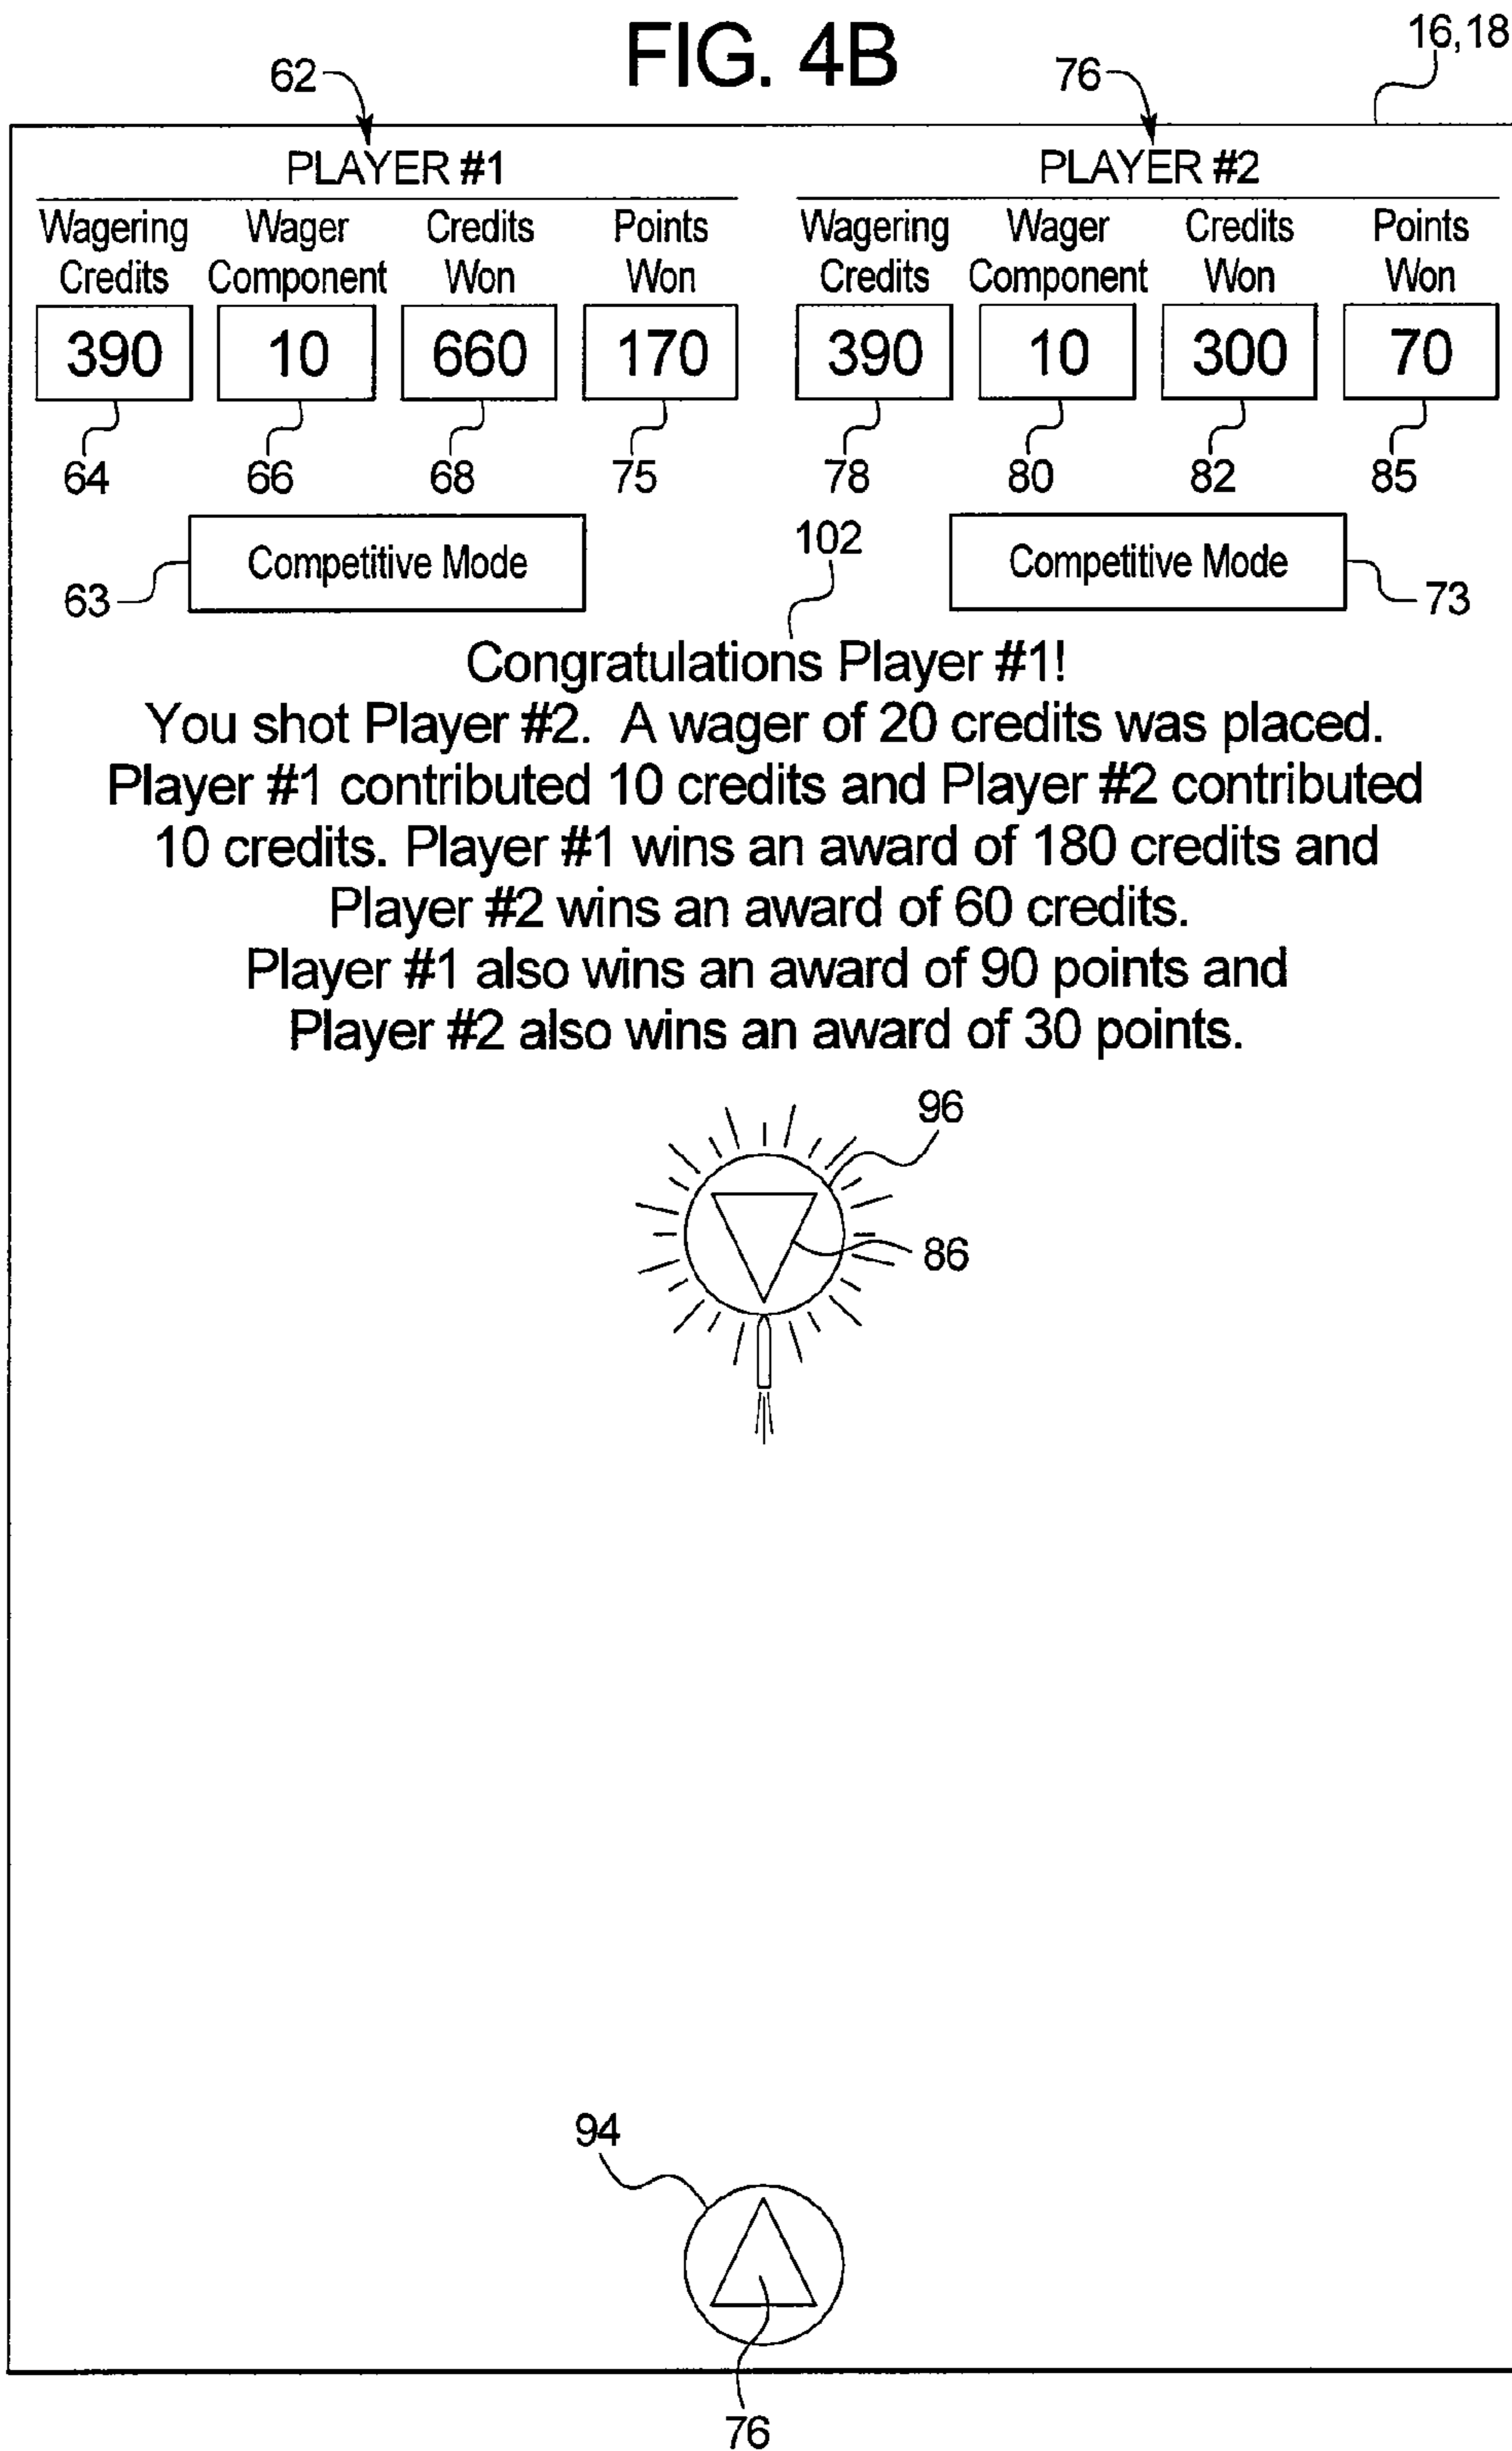 FIG. 4B
16,18
62
76
PLAYER #1
PLAYER #2
Wagering Wager Credits Points Wagering Wager Credits Points
Credits Component Won Won Credits Component Won Won
390 10 660 170 390 10 300 70
64 66 68 75 78 80 82 85
102
Competitive Mode
Competitive Mode
63
73
Congratulations Player #1!
You shot Player #2. A wager of 20 credits was placed.
Player #1 contributed 10 credits and Player #2 contributed
10 credits. Player #1 wins an award of 180 credits and
Player #2 wins an award of 60 credits.
Player #1 also wins an award of 90 points and
Player #2 also wins an award of 30 points.
96
86
94
76